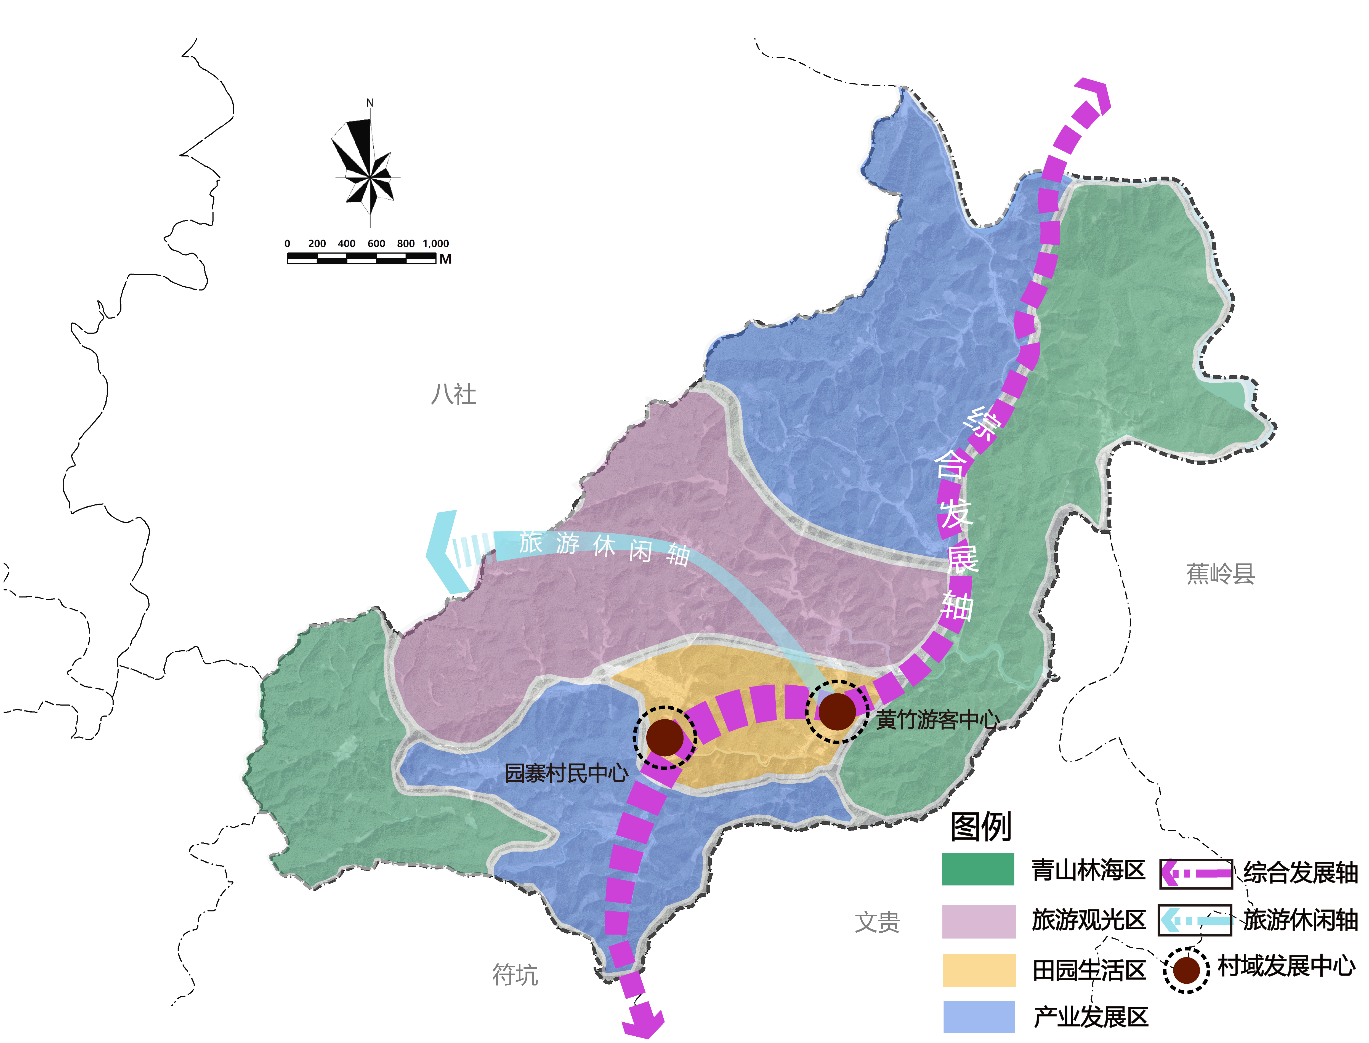 N
0 200 400 600 800 1,000
M
八社
综合发展轴
旅游休闲轴
蕉岭县
黄竹游客中心
园寨村民中心
文贵
符坑
图例
青山林海区
综合发展轴
旅游观光区
旅游休闲轴
田园生活区
村域发展中心
产业发展区